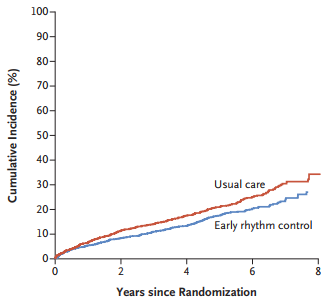 Cumulative Incidence (%)
100
90
80
70
60
50
40
30
20
10
0
Usual care
Early rhythm control
0 2 4 6 8
Years since Randomization